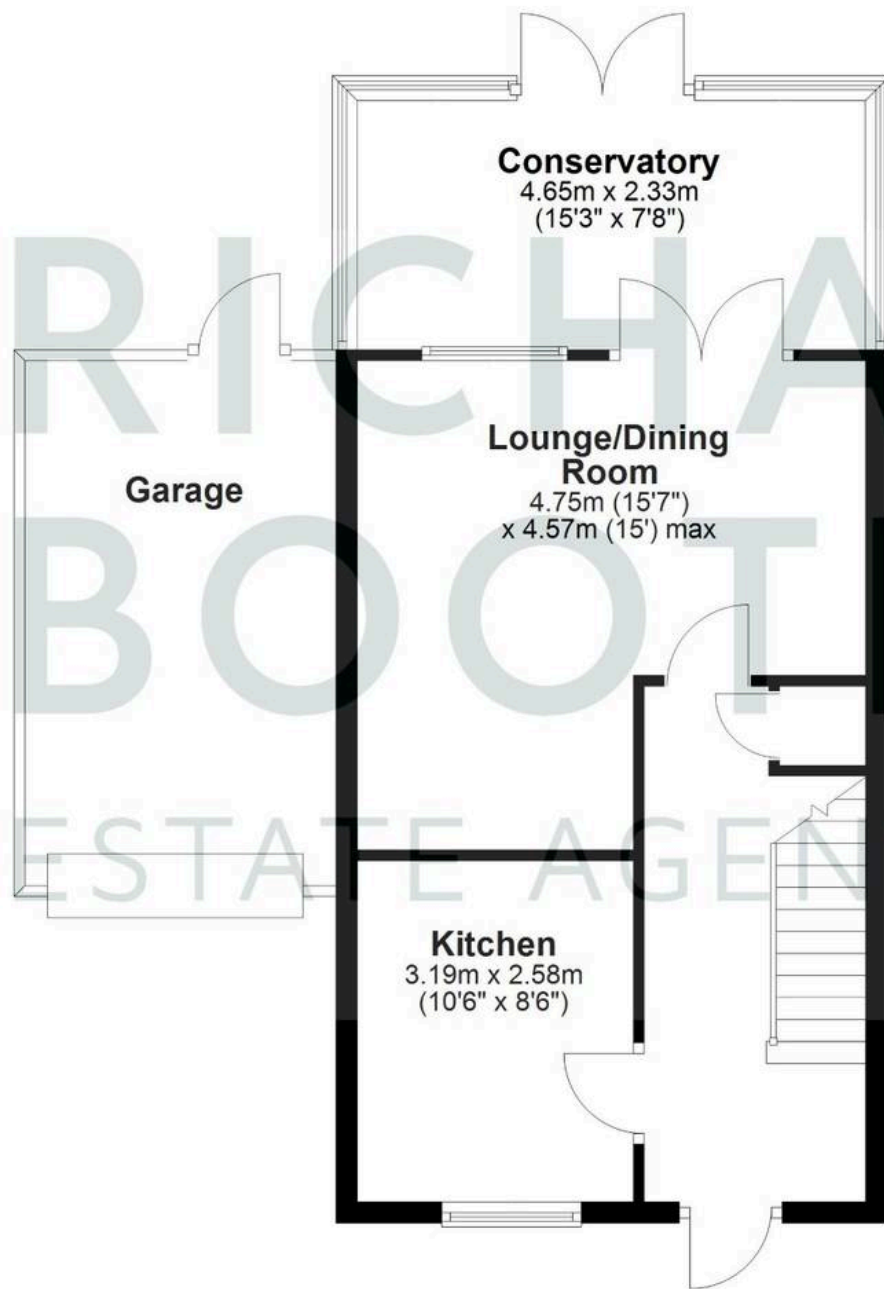 Conservatory
4.65m x 2.33m
(15'3" x 7'8")
RICHA
Garage
Lounge/Dining
Room
4.75m (15'7")
x 4.57m (15') max
BOOT
ESTATE AGEN
Kitchen
3.19m x 2.58m
(10'6" x 8'6")